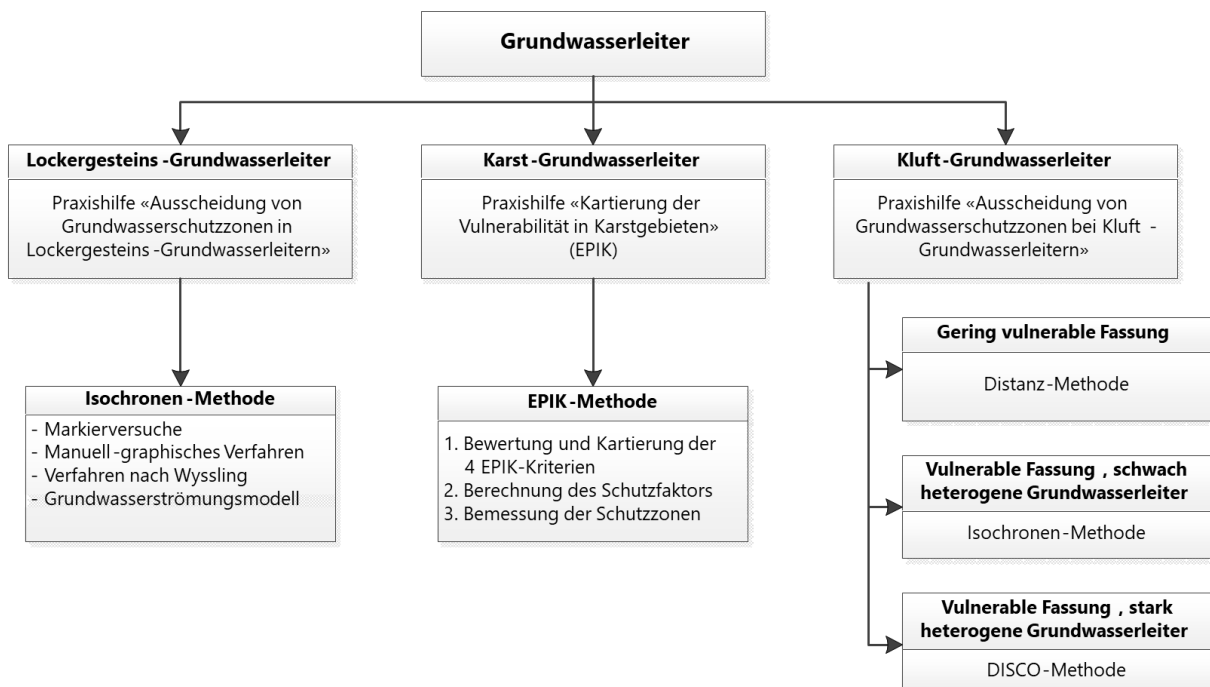 Grundwasserleiter
Lockergesteins-Grundwasserleiter
Praxishilfe «Ausscheidung von
Grundwasserschutzzonen in
Lockergesteins-Grundwasserleitern»
Isochronen-Methode
- Markierversuche
- Manuell-graphisches Verfahren
- Verfahren nach Wyssling
- Grundwasserströmungsmodell
Karst-Grundwasserleiter
Praxishilfe «Kartierung der
Vulnerabilität in Karstgebieten»
(EPIK)
EPIK-Methode
1. Bewertung und Kartierung der
4 EPIK-Kriterien
2. Berechnung des Schutzfaktors
3. Bemessung der Schutzzonen
Kluft-Grundwasserleiter
Praxishilfe «Ausscheidung von
Grundwasserschutzzonen bei Kluft -
Grundwasserleitern»
Gering vulnerable Fassung
Distanz-Methode
Vulnerable Fassung , schwach
heterogene Grundwasserleiter
Isochronen-Methode
Vulnerable Fassung , stark
heterogene Grundwasserleiter
DISCO-Methode